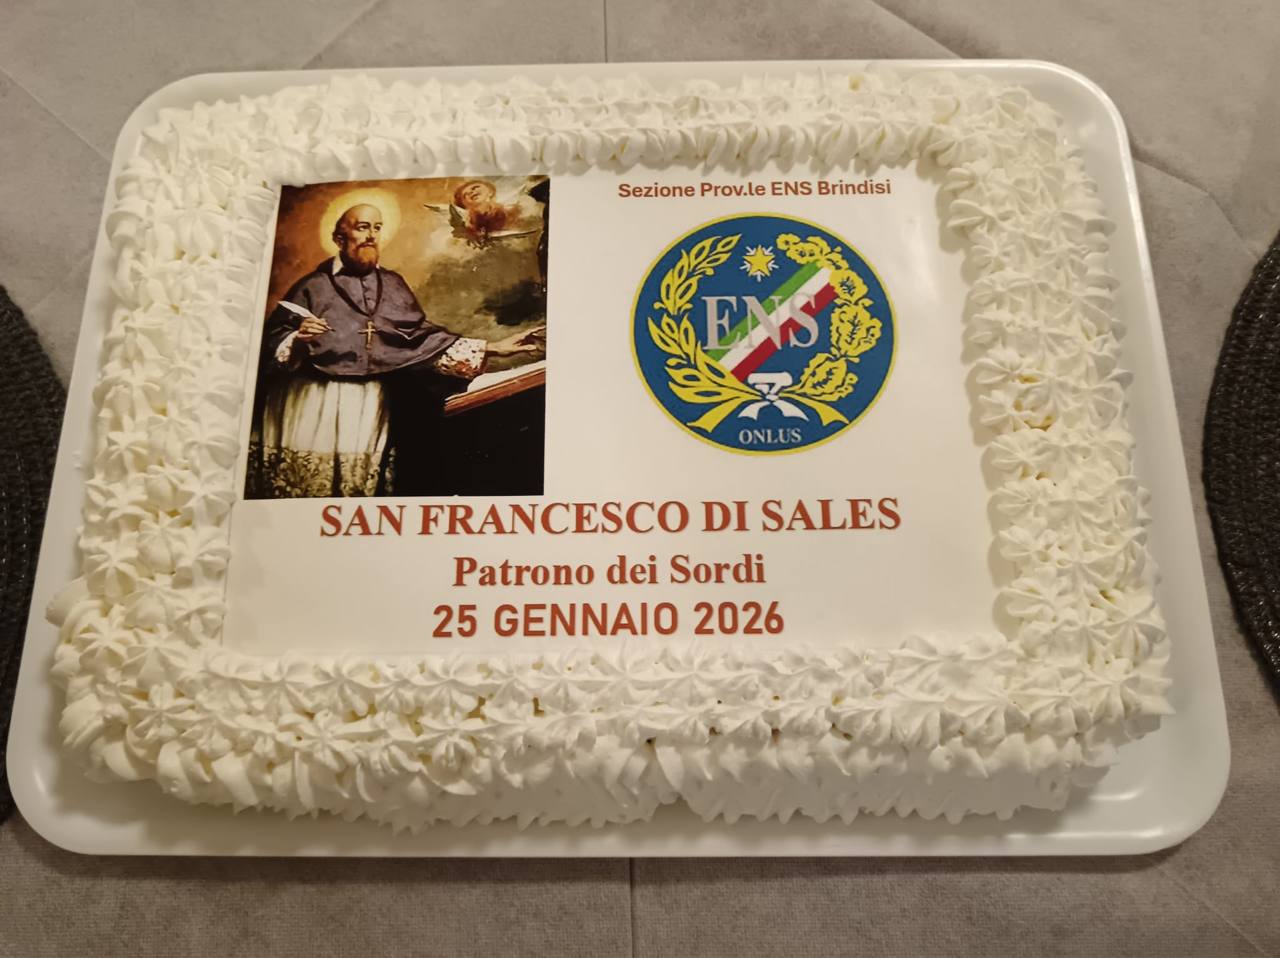 Sezione Prov.le ENS Brindisi
ENS
ONLUS
SAN FRANCESCO DI SALES
Patrono dei Sordi
25 GENNAIO 2026